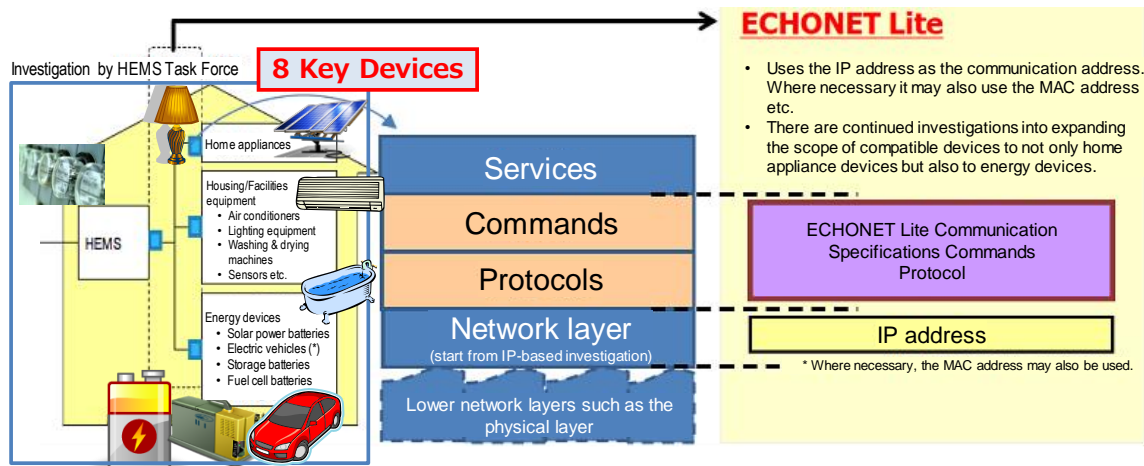 ECHONET Lite
Investigation by HEMS Task Force
8 Key Devices
Home appliances
Housing/Facilities
equipment
• Air conditioners
• Lighting equipment
• Washing & drying
machines
• Sensors etc.
HEMS
Energy devices
• Solar power batteries
• Electric vehicles (*)
• Storage batteries
• Fuel cell batteries
Services
Commands
Protocols
Network layer
(start from IP-based investigation)
Lower network layers such as the
physical layer
• Uses the IP address as the communication address.
Where necessary it may also use the MAC address
etc.
• There are continued investigations into expanding
the scope of compatible devices to not only home
appliance devices but also to energy devices.
ECHONET Lite Communication
Specifications Commands
Protocol
IP address
* Where necessary, the MAC address may also be used.